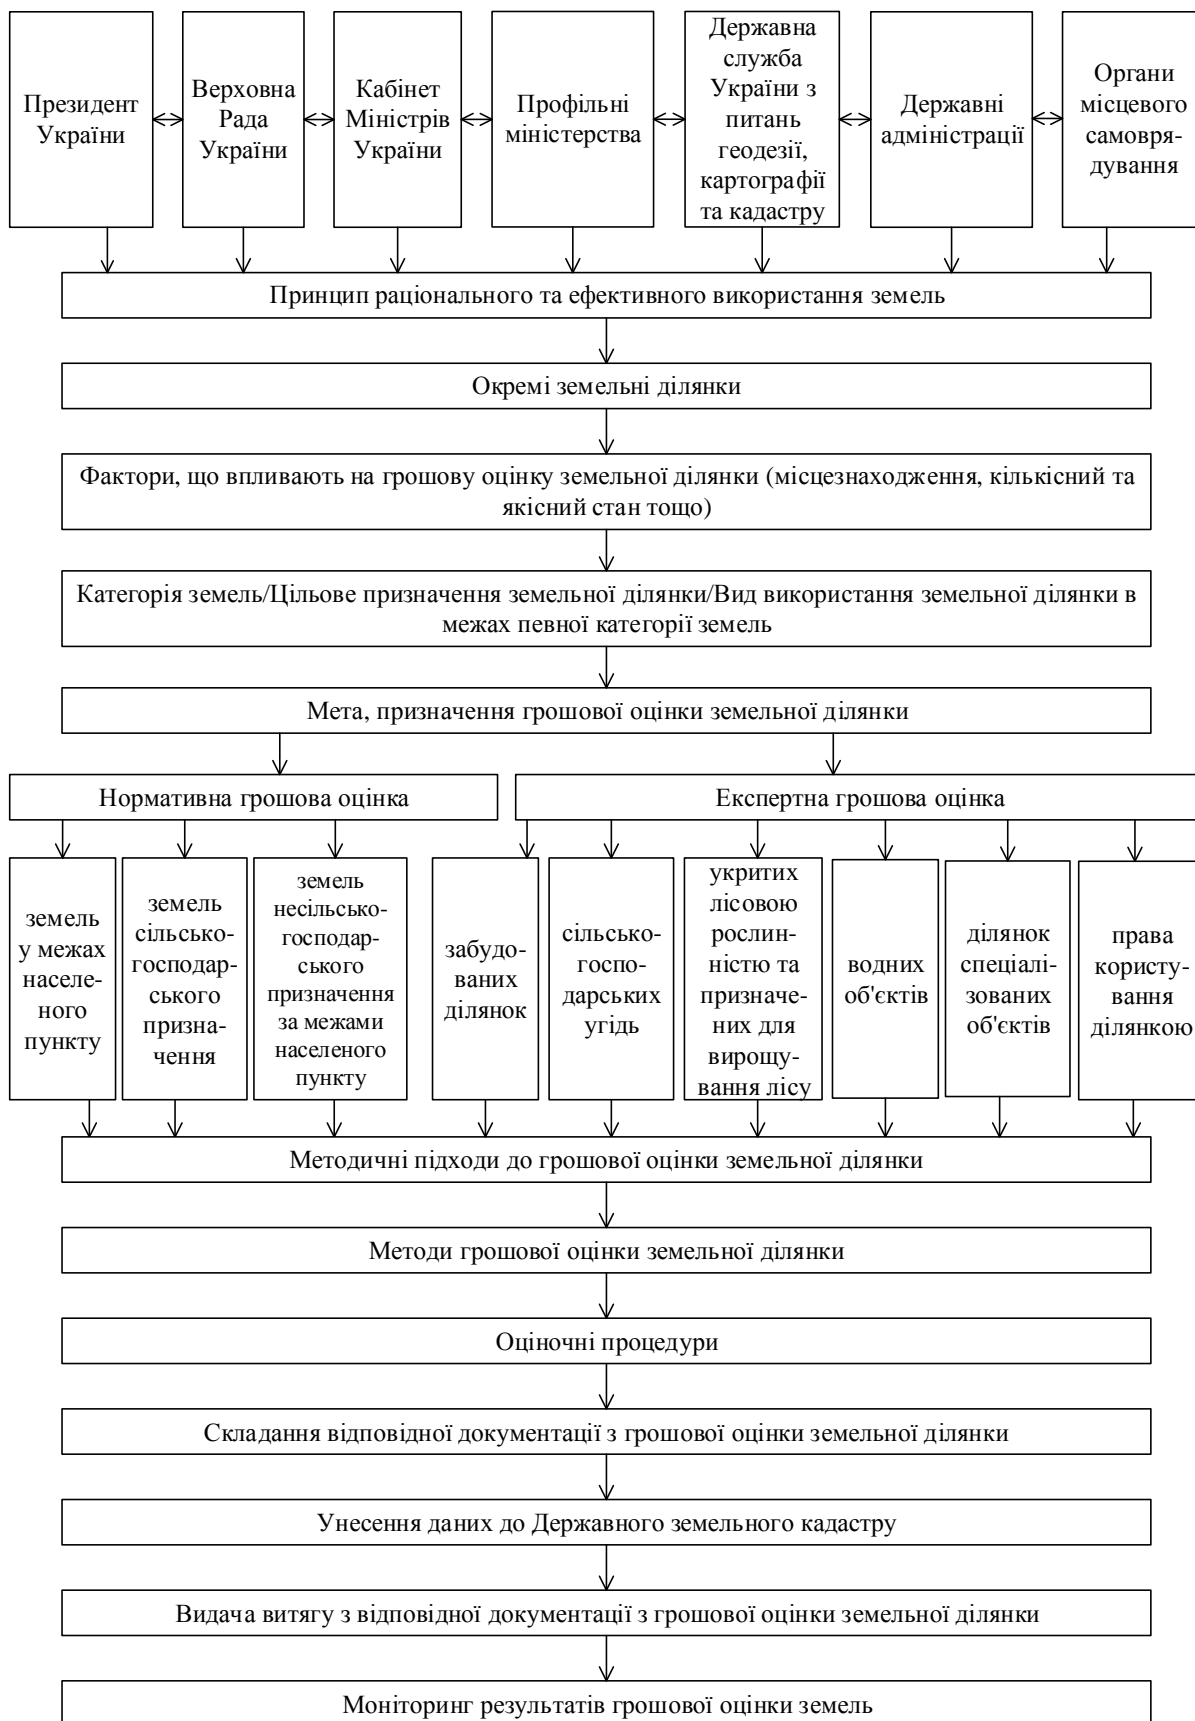 Президент
України
Верховна
Рада
України
Кабінет
Міністрів
України
Профільні
міністерства
Державна
служба
України з
питань
геодезії,
картографії
та кадастру
Державні
адміністрації
Органи
місцевого
самовря-
дування
Принцип раціонального та ефективного використання земель
Окремі земельні ділянки
Фактори, що впливають на грошову оцінку земельної ділянки (місцезнаходження, кількісний та
якісний стан тощо)
Категорія земель/Цільове призначення земельної ділянки/Вид використання земельної ділянки в
межах певної категорії земель
Мета, призначення грошової оцінки земельної ділянки
Нормативна грошова оцінка
Експертна грошова оцінка
земель
у межах
населе-
ного
пункту
земель
сільсько-
господар-
ського
призна-
чення
земель
несільсько-
господар-
ського
призначення
за межами
населеного
пункту
забудо-
ваних
ділянок
сільсько-
господарських
угідь
укритих
лісовою
рослин-
ністю та
призначе-
них для
вирощу-
вання лісу
водних
об'єктів
ділянок
спеціалі-
зованих
об'єктів
права
користу-
вання
ділянкою
Методичні підходи до грошової оцінки земельної ділянки
Методи грошової оцінки земельної ділянки
Оціночні процедури
Складання відповідної документації з грошової оцінки земельної ділянки
Унесення даних до Державного земельного кадастру
Видача витягу з відповідної документації з грошової оцінки земельної ділянки
Моніторинг результатів грошової оцінки земель